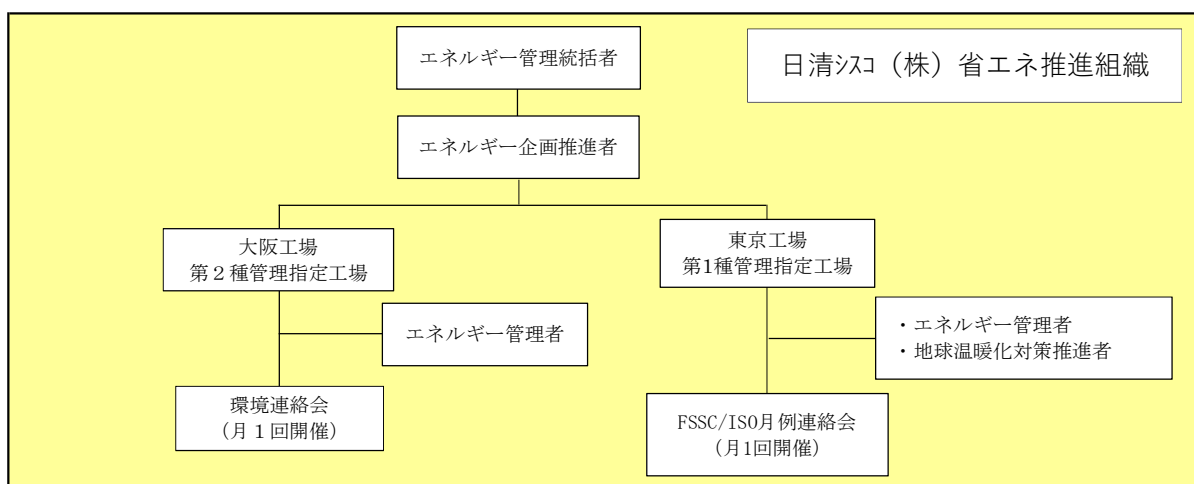 エネルギー管理統括者
日清ｼｽｺ（株）省エネ推進組織
エネルギー企画推進者
大阪工場
第２種管理指定工場
東京工場
第1種管理指定工場
エネルギー管理者
・エネルギー管理者
・地球温暖化対策推進者
環境連絡会
（月１回開催）
FSSC/ISO月例連絡会
（月1回開催）